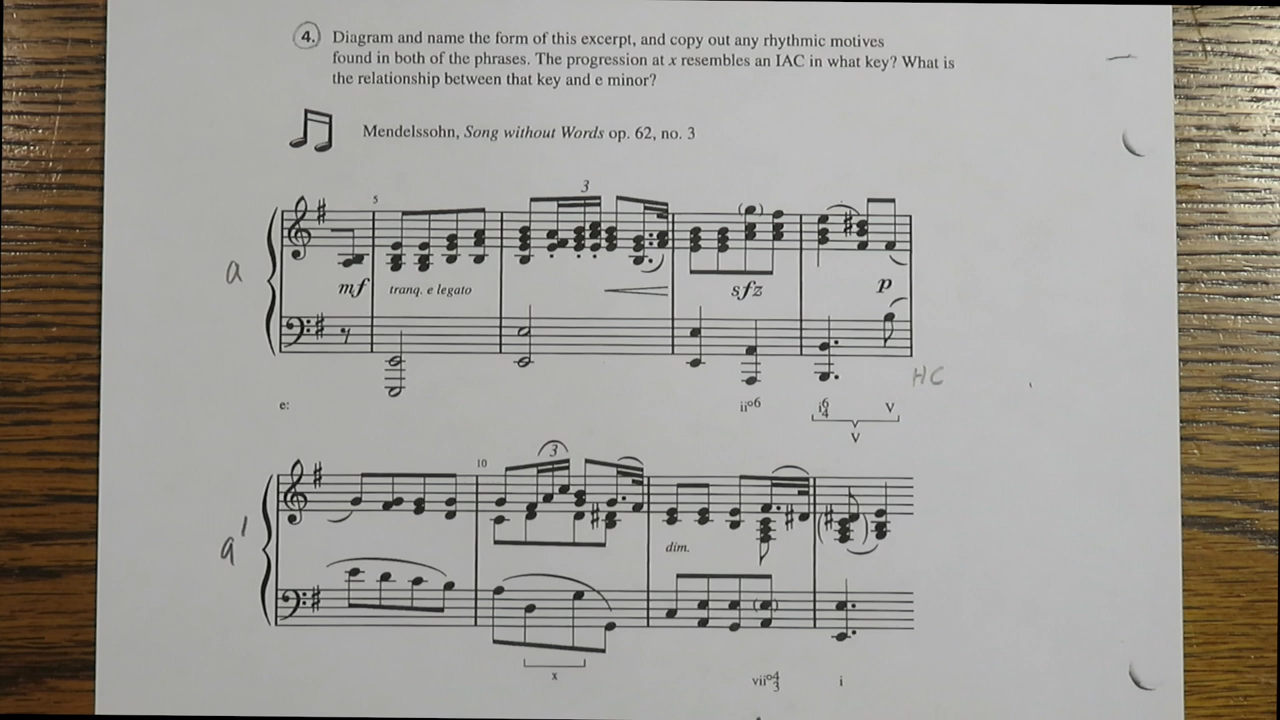 4. Diagram and name the form of this excerpt, and copy out any rhythmic motives
found in both of the phrases. The progression at x resembles an IAC in what key? What is
the relationship between that key and e minor?
Mendelssohn, Song without Words op. 62, no. 3
3
5
a
mf tranq. e legato sfz p
HC
e: ii°6 i6/4 V
V
3
10
a'
dim.
x
vii°4/3 i